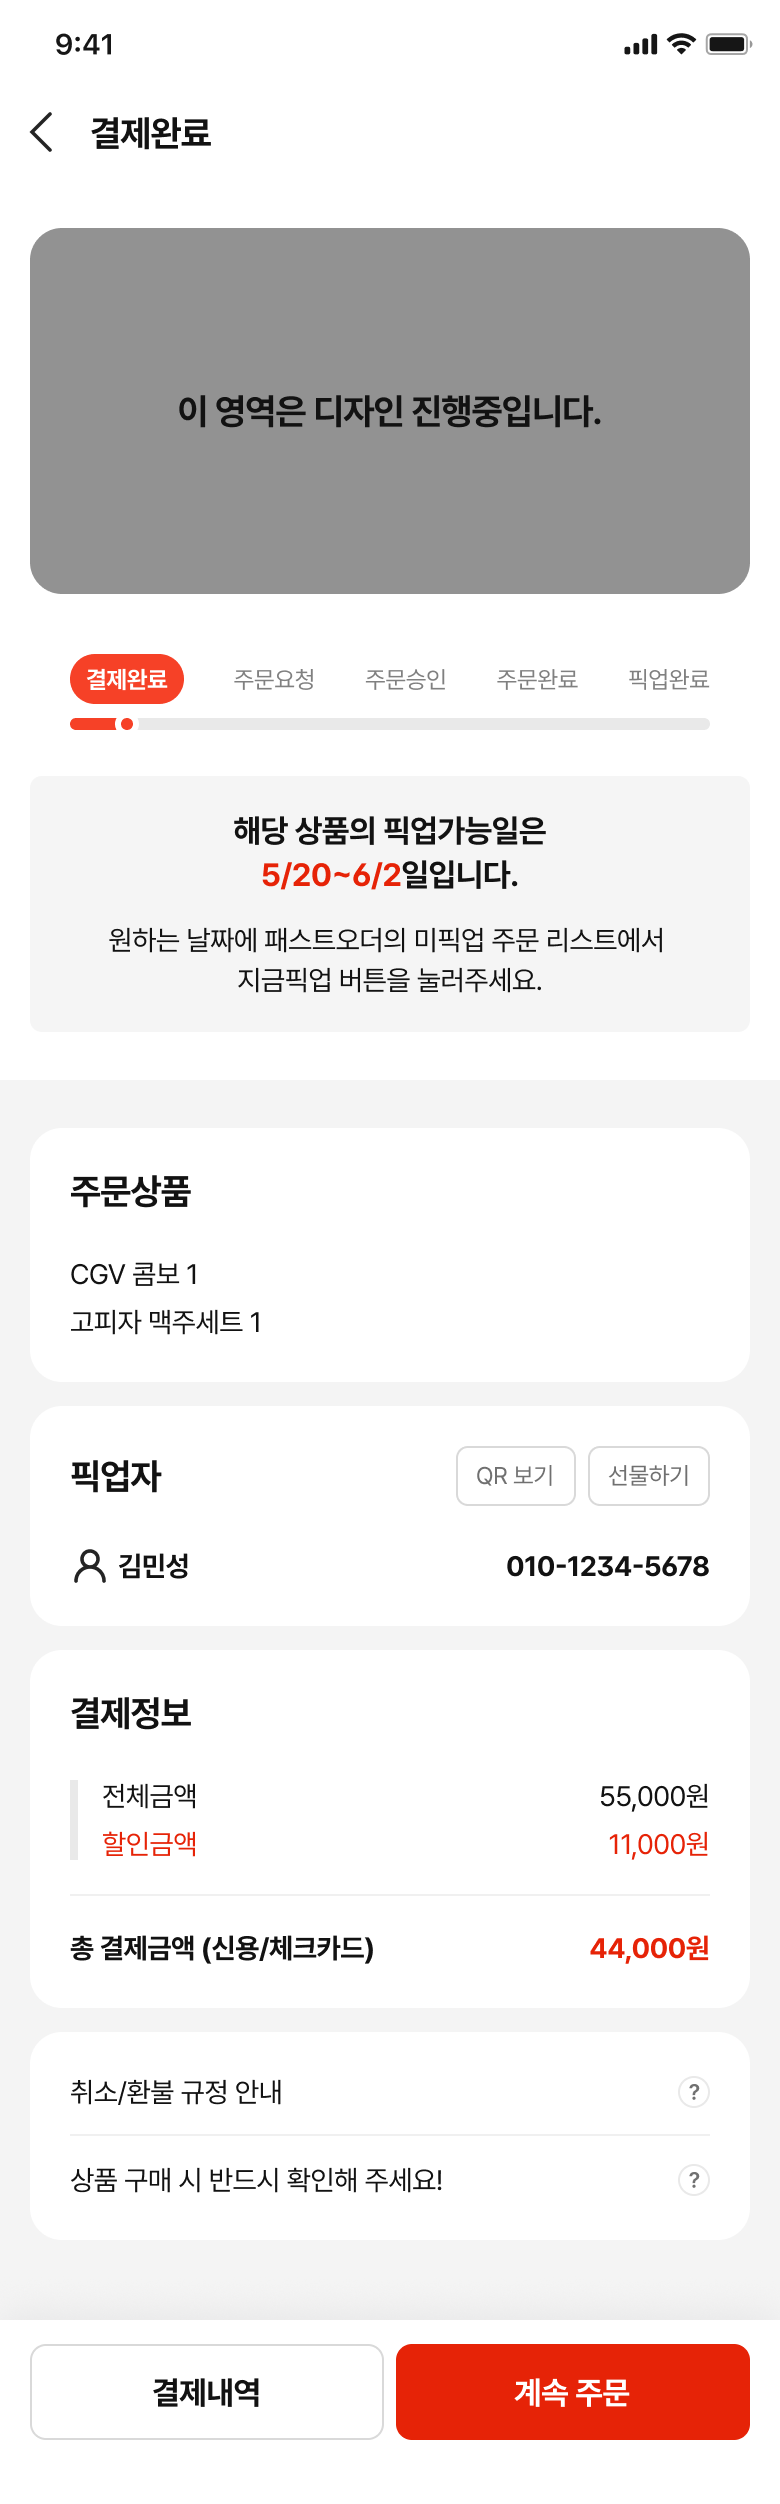 9:41
결제완료
이 영역은 디자인 진행중입니다.
결제완료 주문요청 주문승인 주문완료 픽업완료
해당 상품의 픽업가능일은
5/20~6/2일입니다.
원하는 날짜에 패스트오더의 미픽업 주문 리스트에서
지금픽업 버튼을 눌러주세요.
주문상품
CGV 콤보 1
고피자 맥주세트 1
픽업자 QR 보기 선물하기
김민성 010-1234-5678
결제정보
전체금액 55,000원
할인금액 11,000원
총 결제금액 (신용/체크카드) 44,000원
취소/환불 규정 안내 ?
상품 구매 시 반드시 확인해 주세요! ?
결제내역 계속 주문